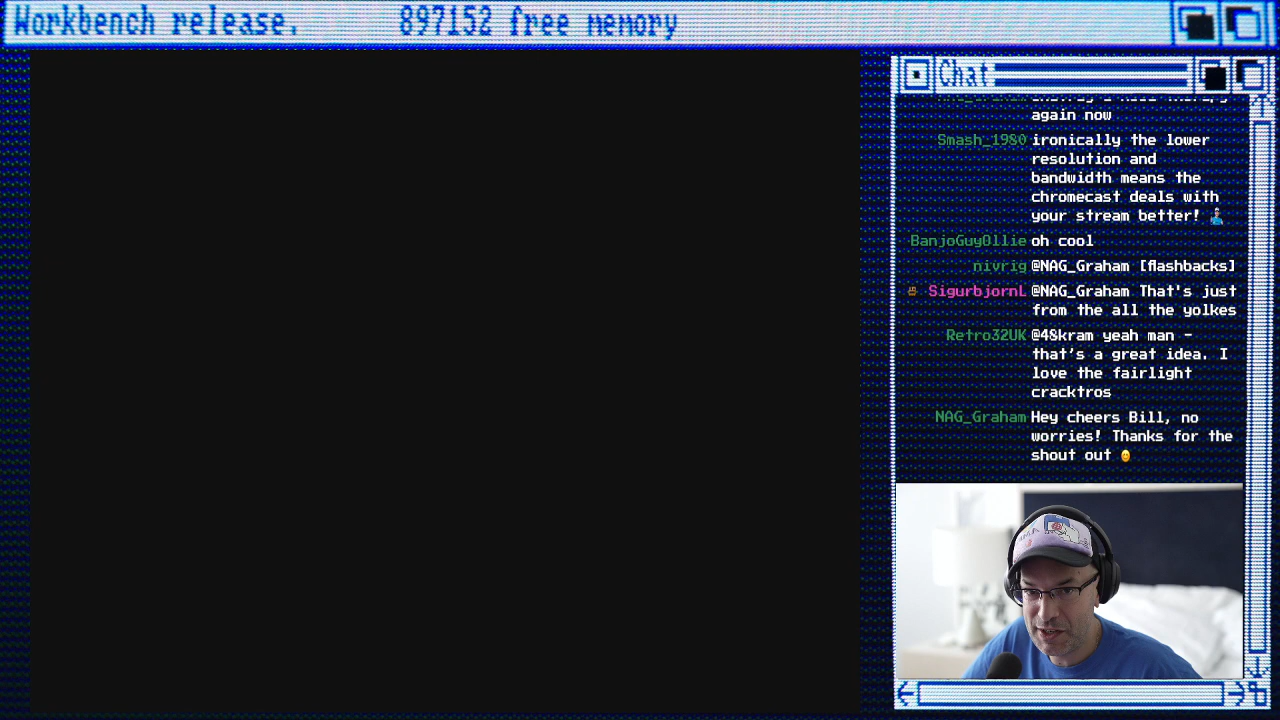 Workbench release. 897152 free memory
Chat
again now
Smash_1980 ironically the lower
resolution and
bandwidth means the
chromecast deals with
your stream better!
BanjoGuyOllie oh cool
nivrig @NAG_Graham [flashbacks]
SigurbjornL @NAG_Graham That's just
from the all the yolkes
Retro32UK @48kram yeah man -
that's a great idea. I
love the fairlight
cracktros
NAG_Graham Hey cheers Bill, no
worries! Thanks for the
shout out